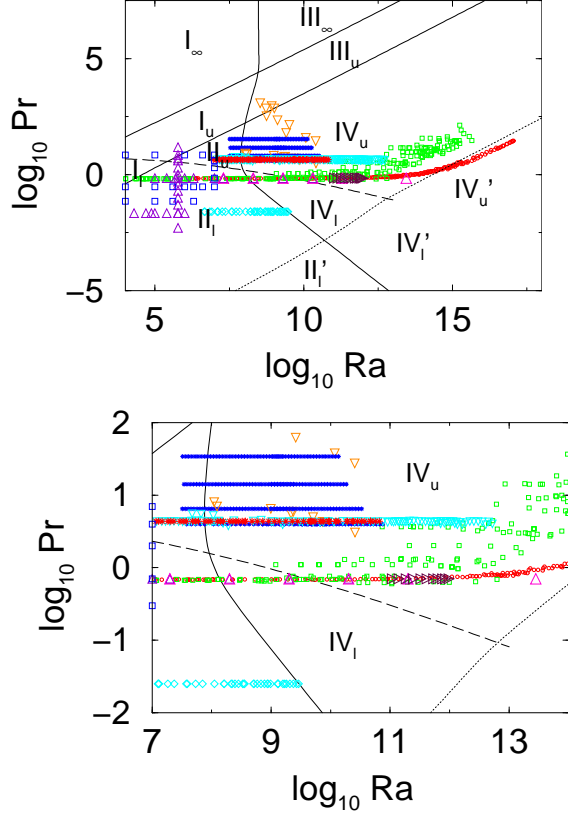 III∞
I∞
IIIu
Iu
IVu
IIu
Il
IVu'
IVl
IIl
IVl'
IIl'
5
0
−5
5
10
15
log10 Pr
log10 Ra
2
IVu
1
0
−1
IVl
−2
7
9
11
13
log10 Pr
log10 Ra